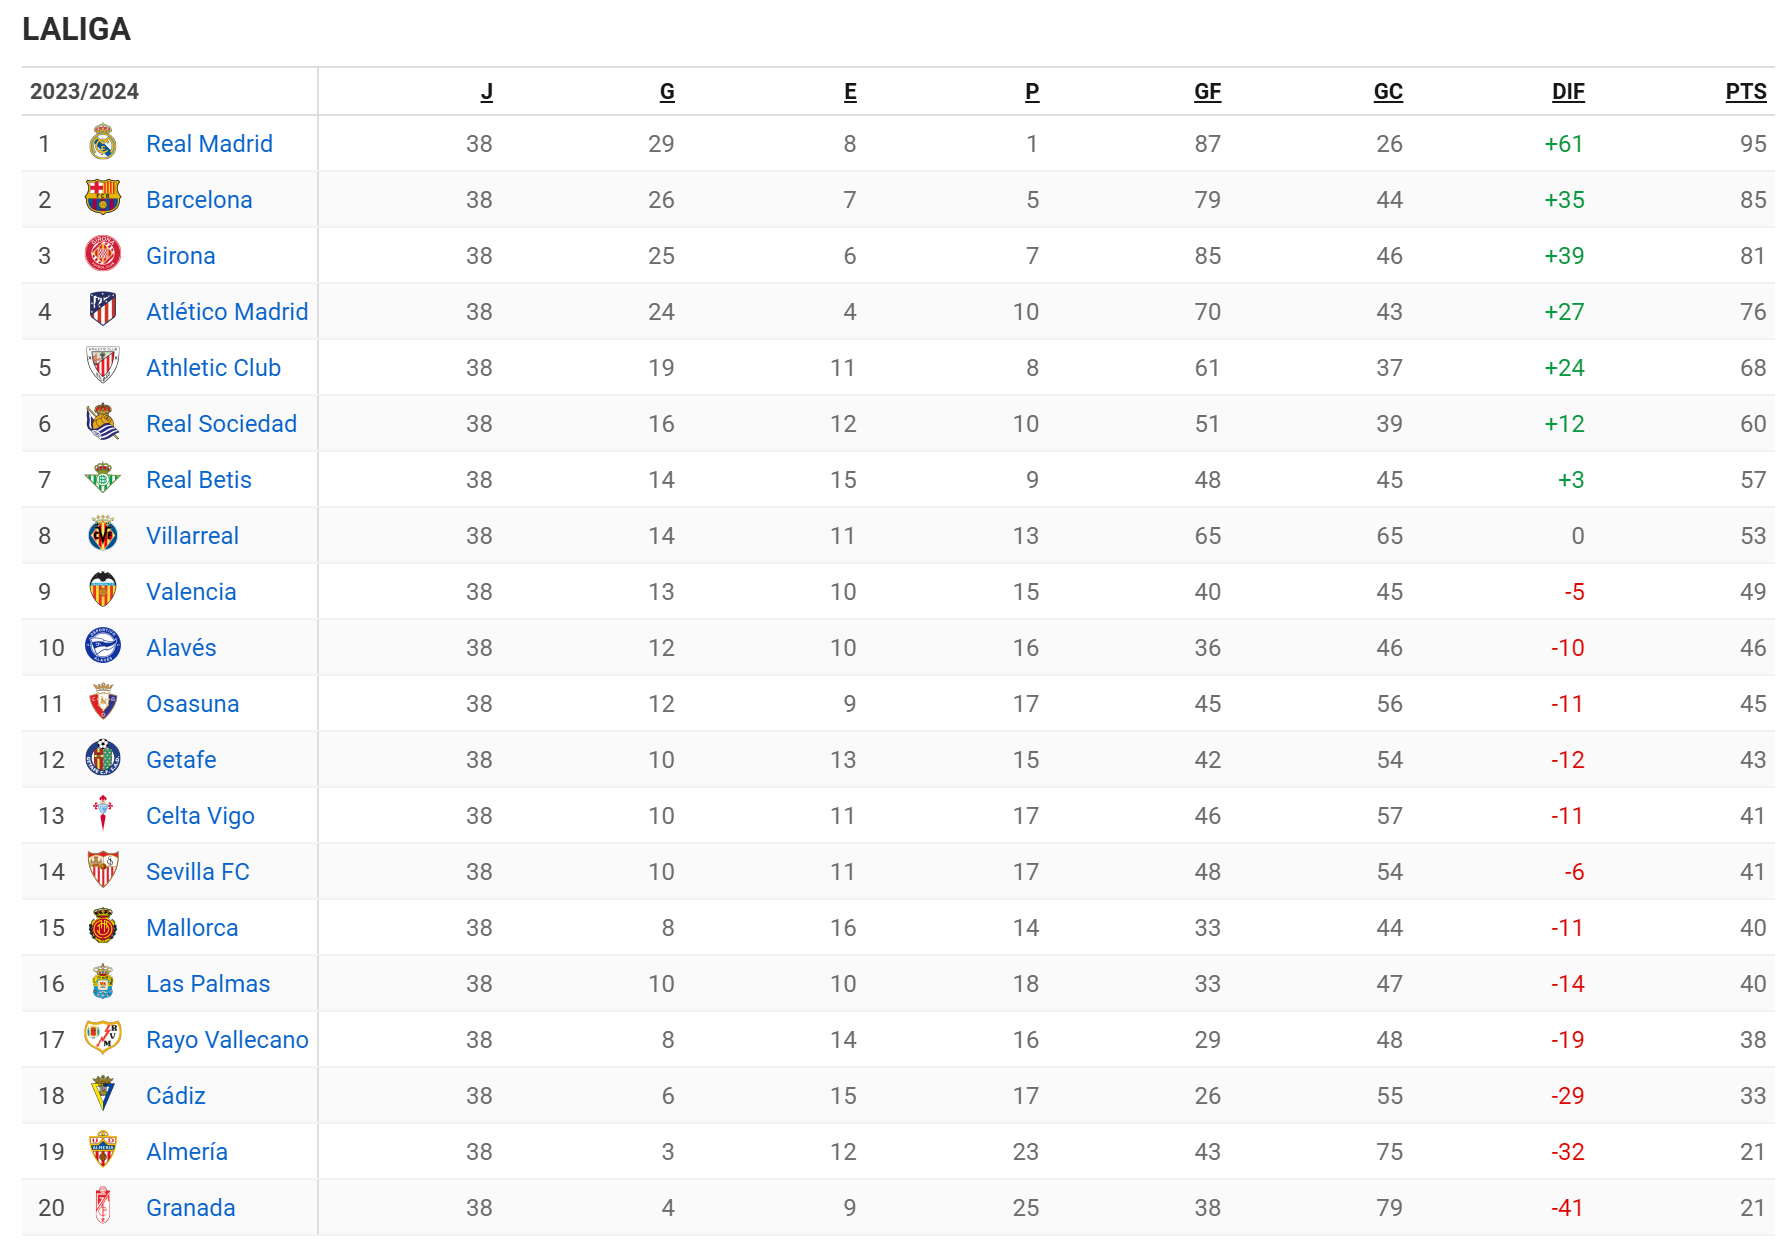 LALIGA
2023/2024 J G E P GF GC DIF PTS
1 Real Madrid 38 29 8 1 87 26 +61 95
2 Barcelona 38 26 7 5 79 44 +35 85
3 Girona 38 25 6 7 85 46 +39 81
4 Atlético Madrid 38 24 4 10 70 43 +27 76
5 Athletic Club 38 19 11 8 61 37 +24 68
6 Real Sociedad 38 16 12 10 51 39 +12 60
7 Real Betis 38 14 15 9 48 45 +3 57
8 Villarreal 38 14 11 13 65 65 0 53
9 Valencia 38 13 10 15 40 45 -5 49
10 Alavés 38 12 10 16 36 46 -10 46
11 Osasuna 38 12 9 17 45 56 -11 45
12 Getafe 38 10 13 15 42 54 -12 43
13 Celta Vigo 38 10 11 17 46 57 -11 41
14 Sevilla FC 38 10 11 17 48 54 -6 41
15 Mallorca 38 8 16 14 33 44 -11 40
16 Las Palmas 38 10 10 18 33 47 -14 40
17 Rayo Vallecano 38 8 14 16 29 48 -19 38
18 Cádiz 38 6 15 17 26 55 -29 33
19 Almería 38 3 12 23 43 75 -32 21
20 Granada 38 4 9 25 38 79 -41 21